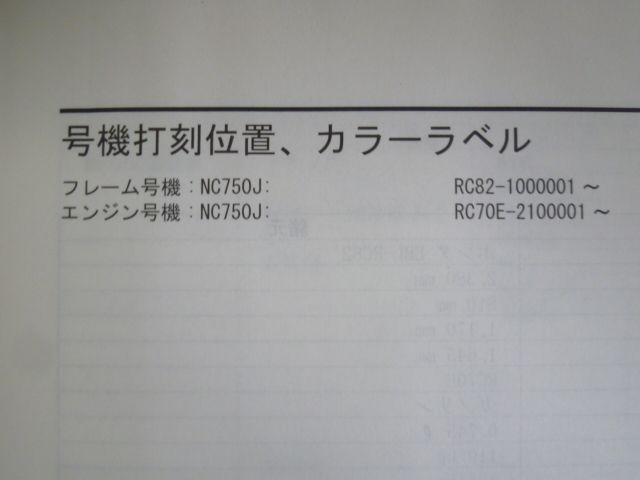 号機打刻位置、カラーラベル
フレーム号機：NC750J： RC82-1000001～
エンジン号機：NC750J： RC70E-2100001～